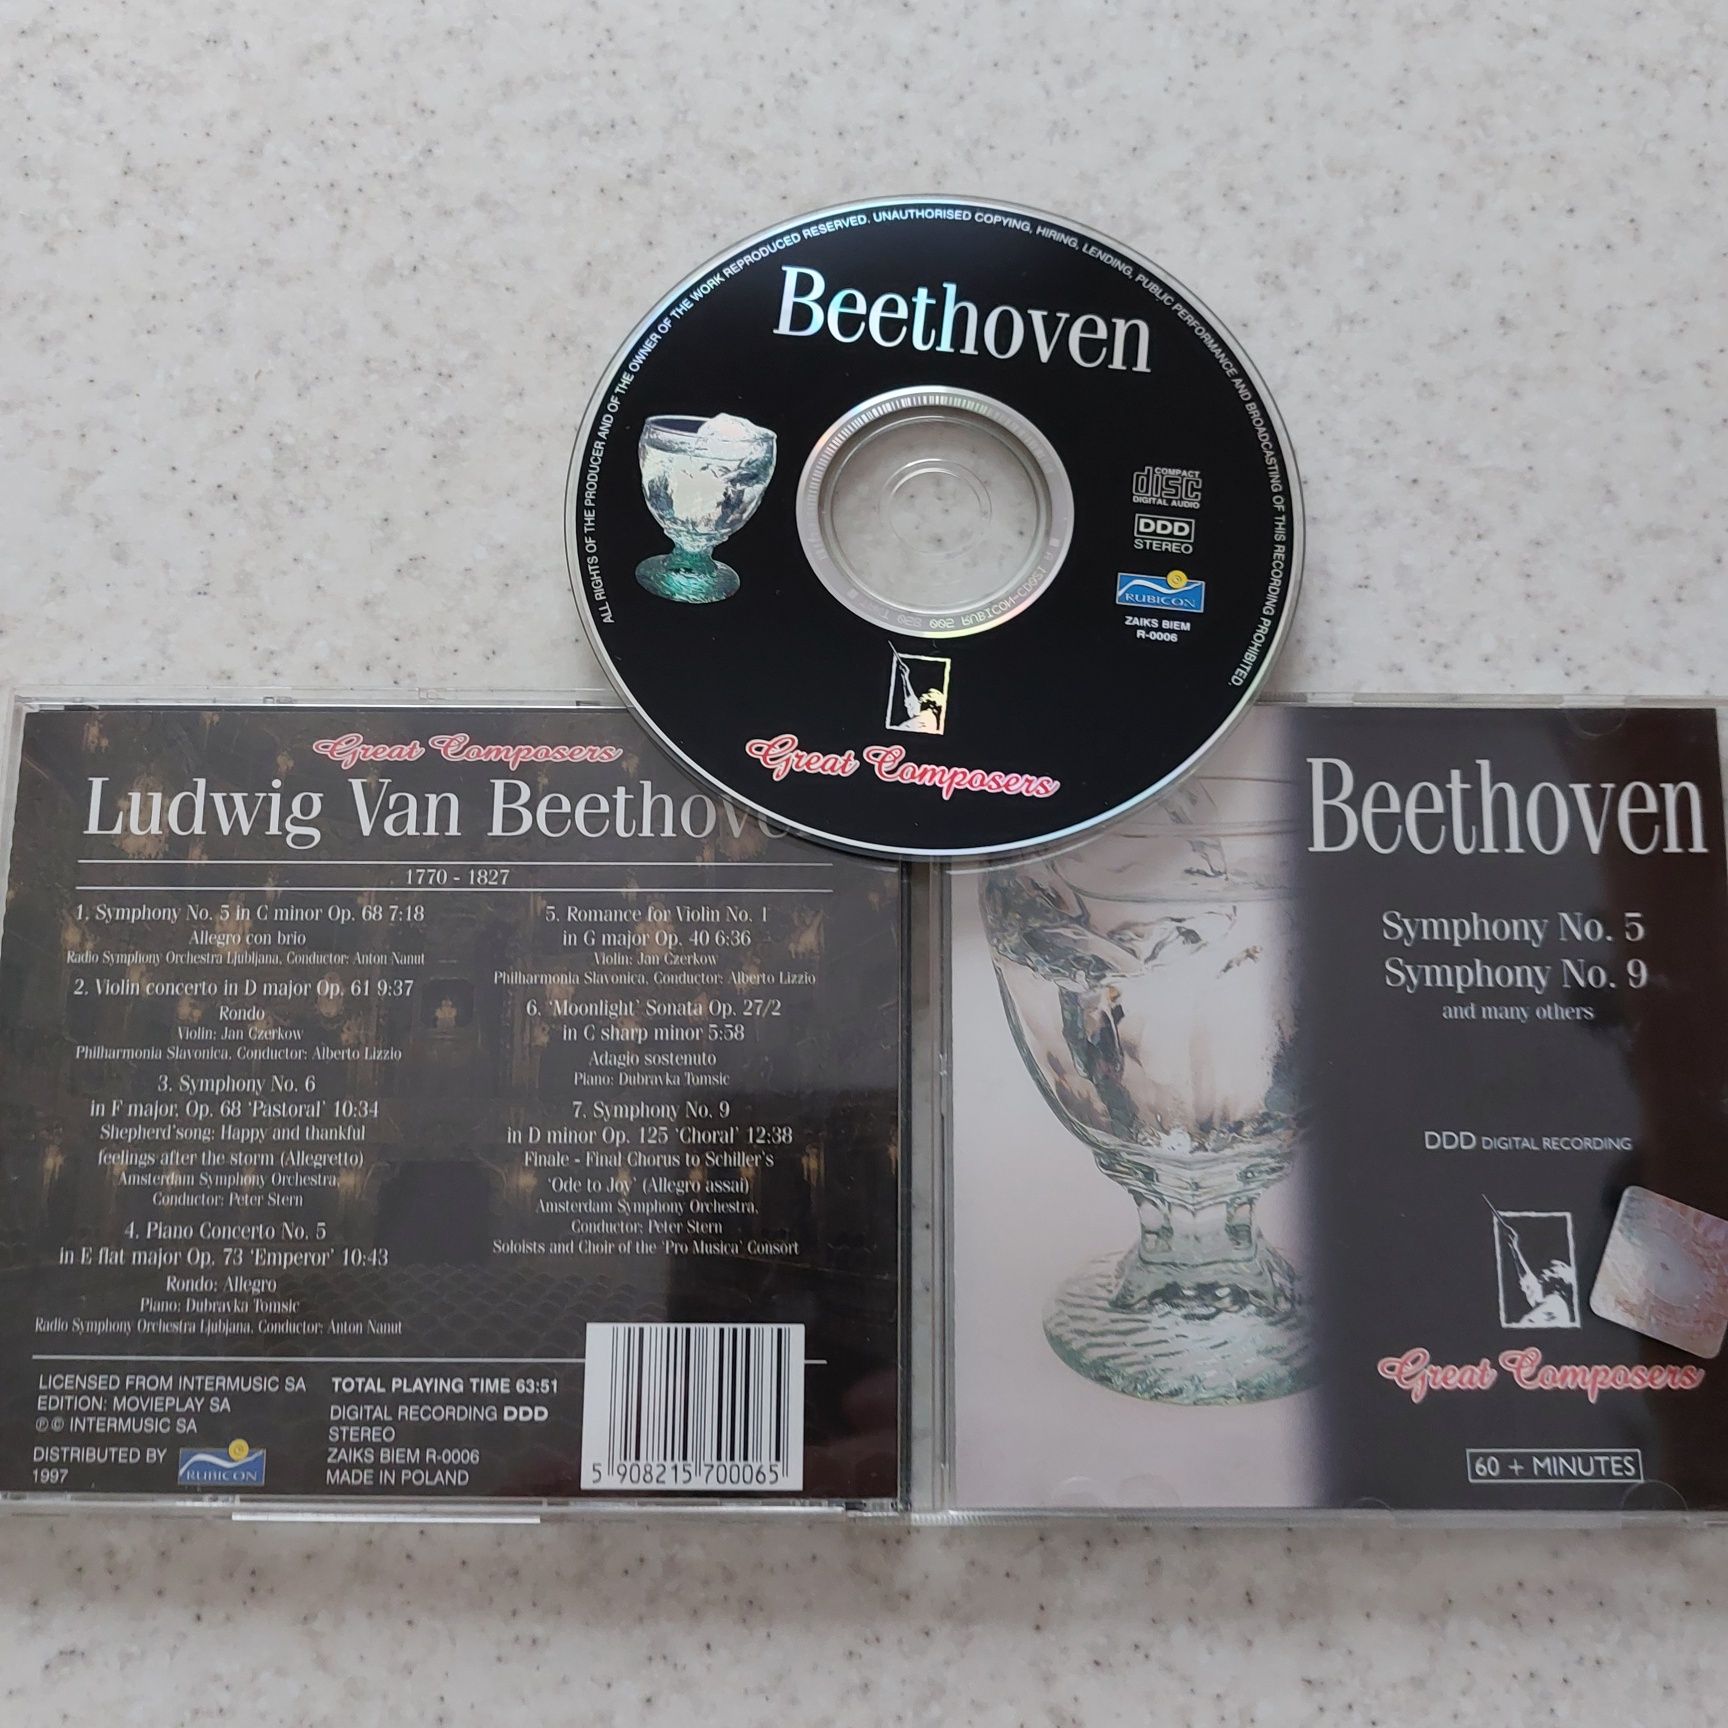 ALL RIGHTS OF THE PRODUCER AND OF THE OWNER OF THE WORK REPRODUCED RESERVED. UNAUTHORISED COPYING, HIRING, LENDING, PUBLIC PERFORMANCE AND BROADCASTING OF THIS RECORDING PROHIBITED.
Beethoven
COMPACT
disc
DIGITAL AUDIO
DDD
STEREO
RUBICON
ZAIKS BIEM
R-0006
Great Composers
Great Composers
Ludwig Van Beethove
1770 - 1827
1. Symphony No. 5 in C minor Op. 68 7:18
Allegro con brio
Radio Symphony Orchestra Ljubljana, Conductor: Anton Nanut
2. Violin concerto in D major Op. 61 9:37
Rondo
Violin: Jan Czerkow
Philharmonia Slavonica, Conductor: Alberto Lizzio
3. Symphony No. 6
in F major, Op. 68 'Pastoral' 10:34
Shepherd'song: Happy and thankful
feelings after the storm (Allegretto)
Amsterdam Symphony Orchestra,
Conductor: Peter Stern
4. Piano Concerto No. 5
in E flat major Op. 73 'Emperor' 10:43
Rondo: Allegro
Piano: Dubravka Tomsic
Radio Symphony Orchestra Ljubjana, Conductor: Anton Nanut
5. Romance for Violin No. 1
in G major Op. 40 6:36
Violin: Jan Czerkow
Philharmonia Slavonica, Conductor: Alberto Lizzio
6. 'Moonlight' Sonata Op. 27/2
in C sharp minor 5:58
Adagio sostenuto
Piano: Dubravka Tomsic
7. Symphony No. 9
in D minor Op. 125 'Choral' 12:38
Finale - Final Chorus to Schiller's
'Ode to Joy' (Allegro assai)
Amsterdam Symphony Orchestra,
Conductor: Peter Stern
Soloists and Choir of the 'Pro Musica' Consort
LICENSED FROM INTERMUSIC SA
EDITION: MOVIEPLAY SA
℗© INTERMUSIC SA
DISTRIBUTED BY RUBICON
1997
TOTAL PLAYING TIME 63:51
DIGITAL RECORDING DDD
STEREO
ZAIKS BIEM R-0006
MADE IN POLAND
5 908215 700065
Beethoven
Symphony No. 5
Symphony No. 9
and many others
DDD DIGITAL RECORDING
Great Composers
60 + MINUTES